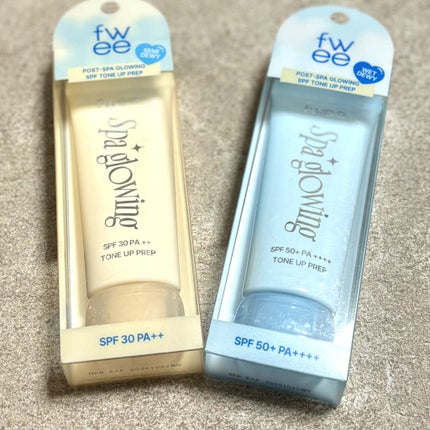 fw
ee
SEMI
DEWY
POST-SPA GLOWING
SPF TONE UP PREP
Spa glowing
SPF 30 PA ++
TONE UP PREP
SPF 30 PA++
fw
ee
WET
DEWY
POST-SPA GLOWING
SPF TONE UP PREP
Spa glowing
SPF 50+ PA ++++
TONE UP PREP
SPF 50+ PA++++